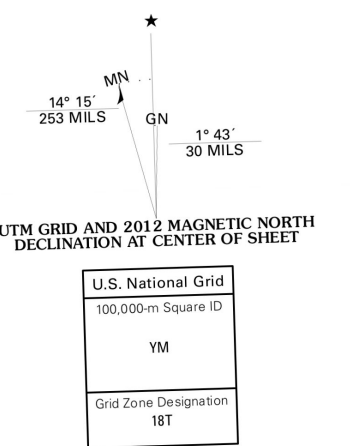 ★
MN
14° 15´
253 MILS
GN
1° 43´
30 MILS
UTM GRID AND 2012 MAGNETIC NORTH
DECLINATION AT CENTER OF SHEET
U.S. National Grid
100,000-m Square ID
YM
Grid Zone Designation
18T